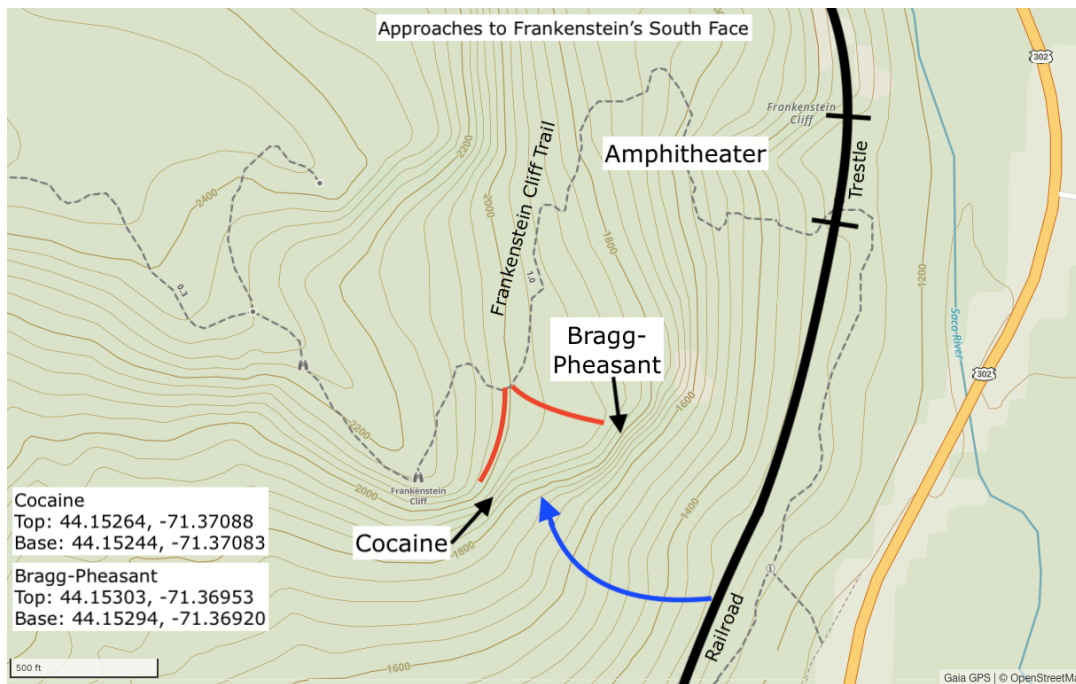 Approaches to Frankenstein's South Face
302
Frankenstein
Cliff
2200
Amphitheater
Trestle
Frankenstein Cliff Trail
2400
2000
1800
1200
1.0
0.3
Saco River
Bragg-
Pheasant
302
1600
2200
Frankenstein
Cliff
2000
1400
Cocaine
Top: 44.15264, -71.37088
Base: 44.15244, -71.37083
Cocaine
1800
Bragg-Pheasant
Top: 44.15303, -71.36953
Base: 44.15294, -71.36920
Railroad
1600
500 ft
Gaia GPS | © OpenStreetMa